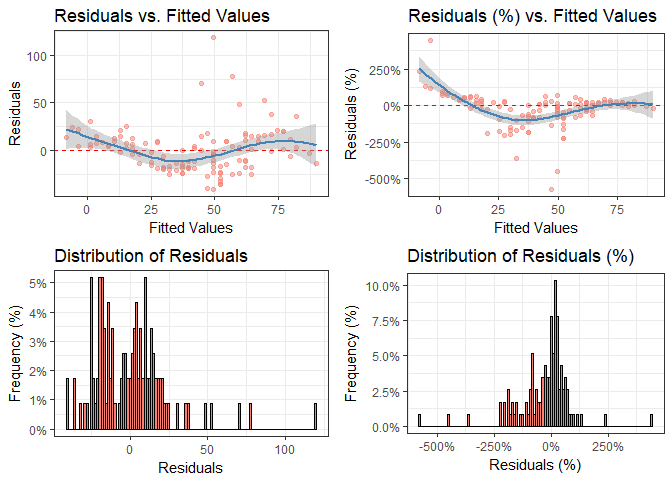 Residuals vs. Fitted Values
Residuals
100
50
0
0
25
50
75
Fitted Values
Residuals (%) vs. Fitted Values
Residuals (%)
250%
0%
-250%
-500%
0
25
50
75
Fitted Values
Distribution of Residuals
Frequency (%)
5%
4%
3%
2%
1%
0%
0
50
100
Residuals
Distribution of Residuals (%)
Frequency (%)
10.0%
7.5%
5.0%
2.5%
0.0%
-500%
-250%
0%
250%
Residuals (%)